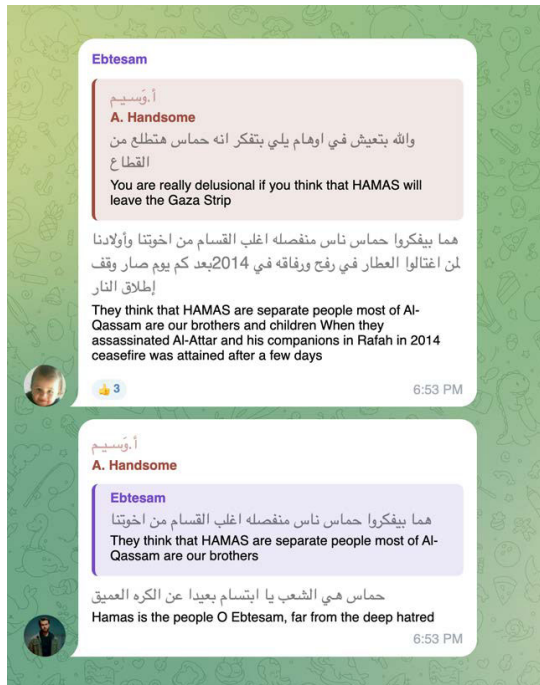 Ebtesam
أ.وَسيـم
A. Handsome
والله بتعيش في اوهام يلي بتفكر انه حماس هتطلع من
القطاع
You are really delusional if you think that HAMAS will
leave the Gaza Strip
هما بيفكروا حماس ناس منفصله اغلب القسام من اخوتنا وأولادنا
لمن اغتالوا العطار في رفح ورفاقه في 2014بعد كم يوم صار وقف
إطلاق النار
They think that HAMAS are separate people most of Al-
Qassam are our brothers and children When they
assassinated Al-Attar and his companions in Rafah in 2014
ceasefire was attained after a few days
👍 3
6:53 PM
أ.وَسيـم
A. Handsome
Ebtesam
هما بيفكروا حماس ناس منفصله اغلب القسام من اخوتنا
They think that HAMAS are separate people most of Al-
Qassam are our brothers
حماس هي الشعب يا ابتسام بعيدا عن الكره العميق
Hamas is the people O Ebtesam, far from the deep hatred
6:53 PM